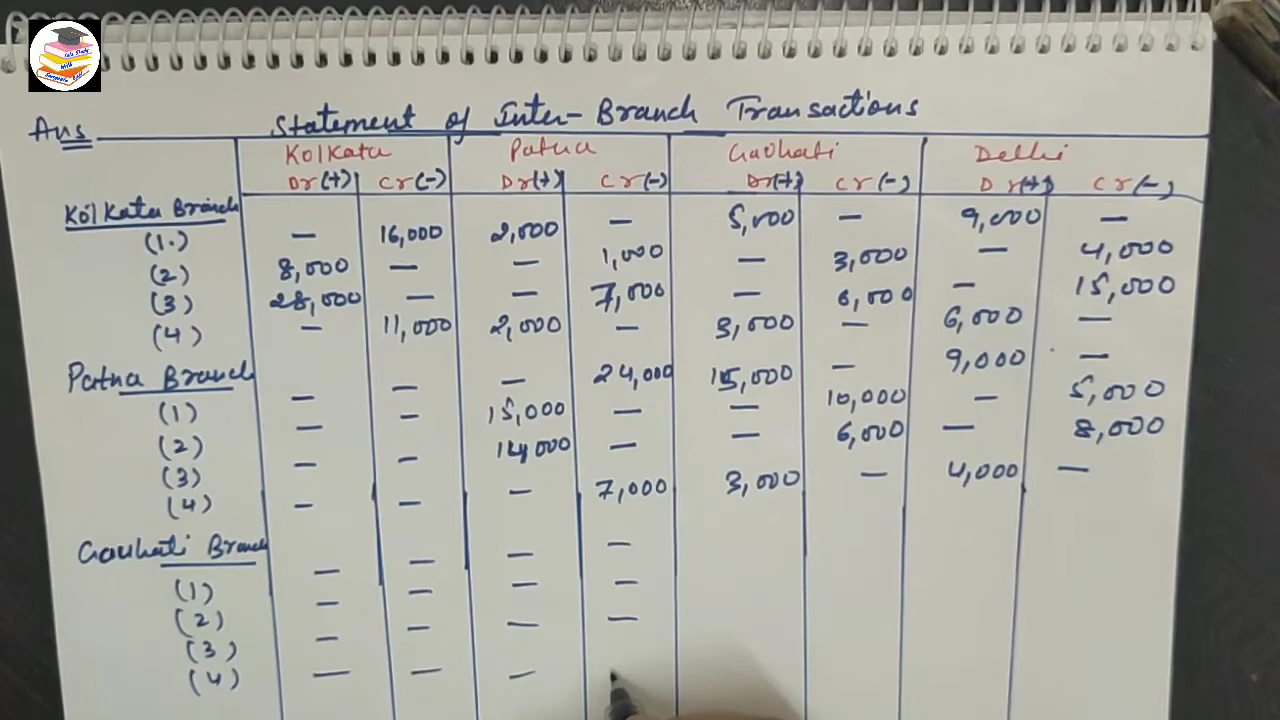 Let's Study
With
Ans Statement of Inter-Branch Transactions
Kolkata Patna Gauhati Delhi
Dr(+) Cr(-) Dr(+) Cr(-) Dr(+) Cr(-) Dr(+) Cr(-)
Kolkata Branch
(1.) — 16,000 2,000 — 5,000 — 9,000 —
(2) 8,000 — — 1,000 — 3,000 — 4,000
(3) 28,000 — — 7,000 — 6,000 — 15,000
(4) — 11,000 2,000 — 3,000 — 6,000 —
Patna Branch
(1) — — — 24,000 15,000 — 9,000 —
(2) — — 15,000 — — 10,000 — 5,000
(3) — — 14,000 — — 6,000 — 8,000
(4) — — — 7,000 3,000 — 4,000 —
Gauhati Branch
(1) — — — —
(2) — — — —
(3) — — — —
(4) — — —